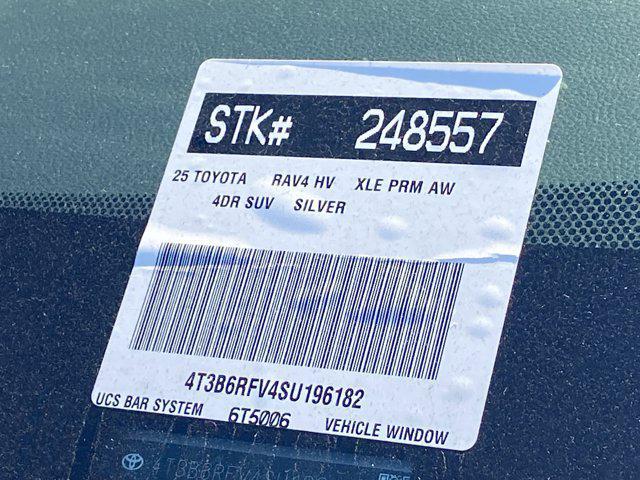 STK# 248557
25 TOYOTA RAV4 HV XLE PRM AW
4DR SUV SILVER
4T3B6RFV4SU196182
UCS BAR SYSTEM 6T5006 VEHICLE WINDOW